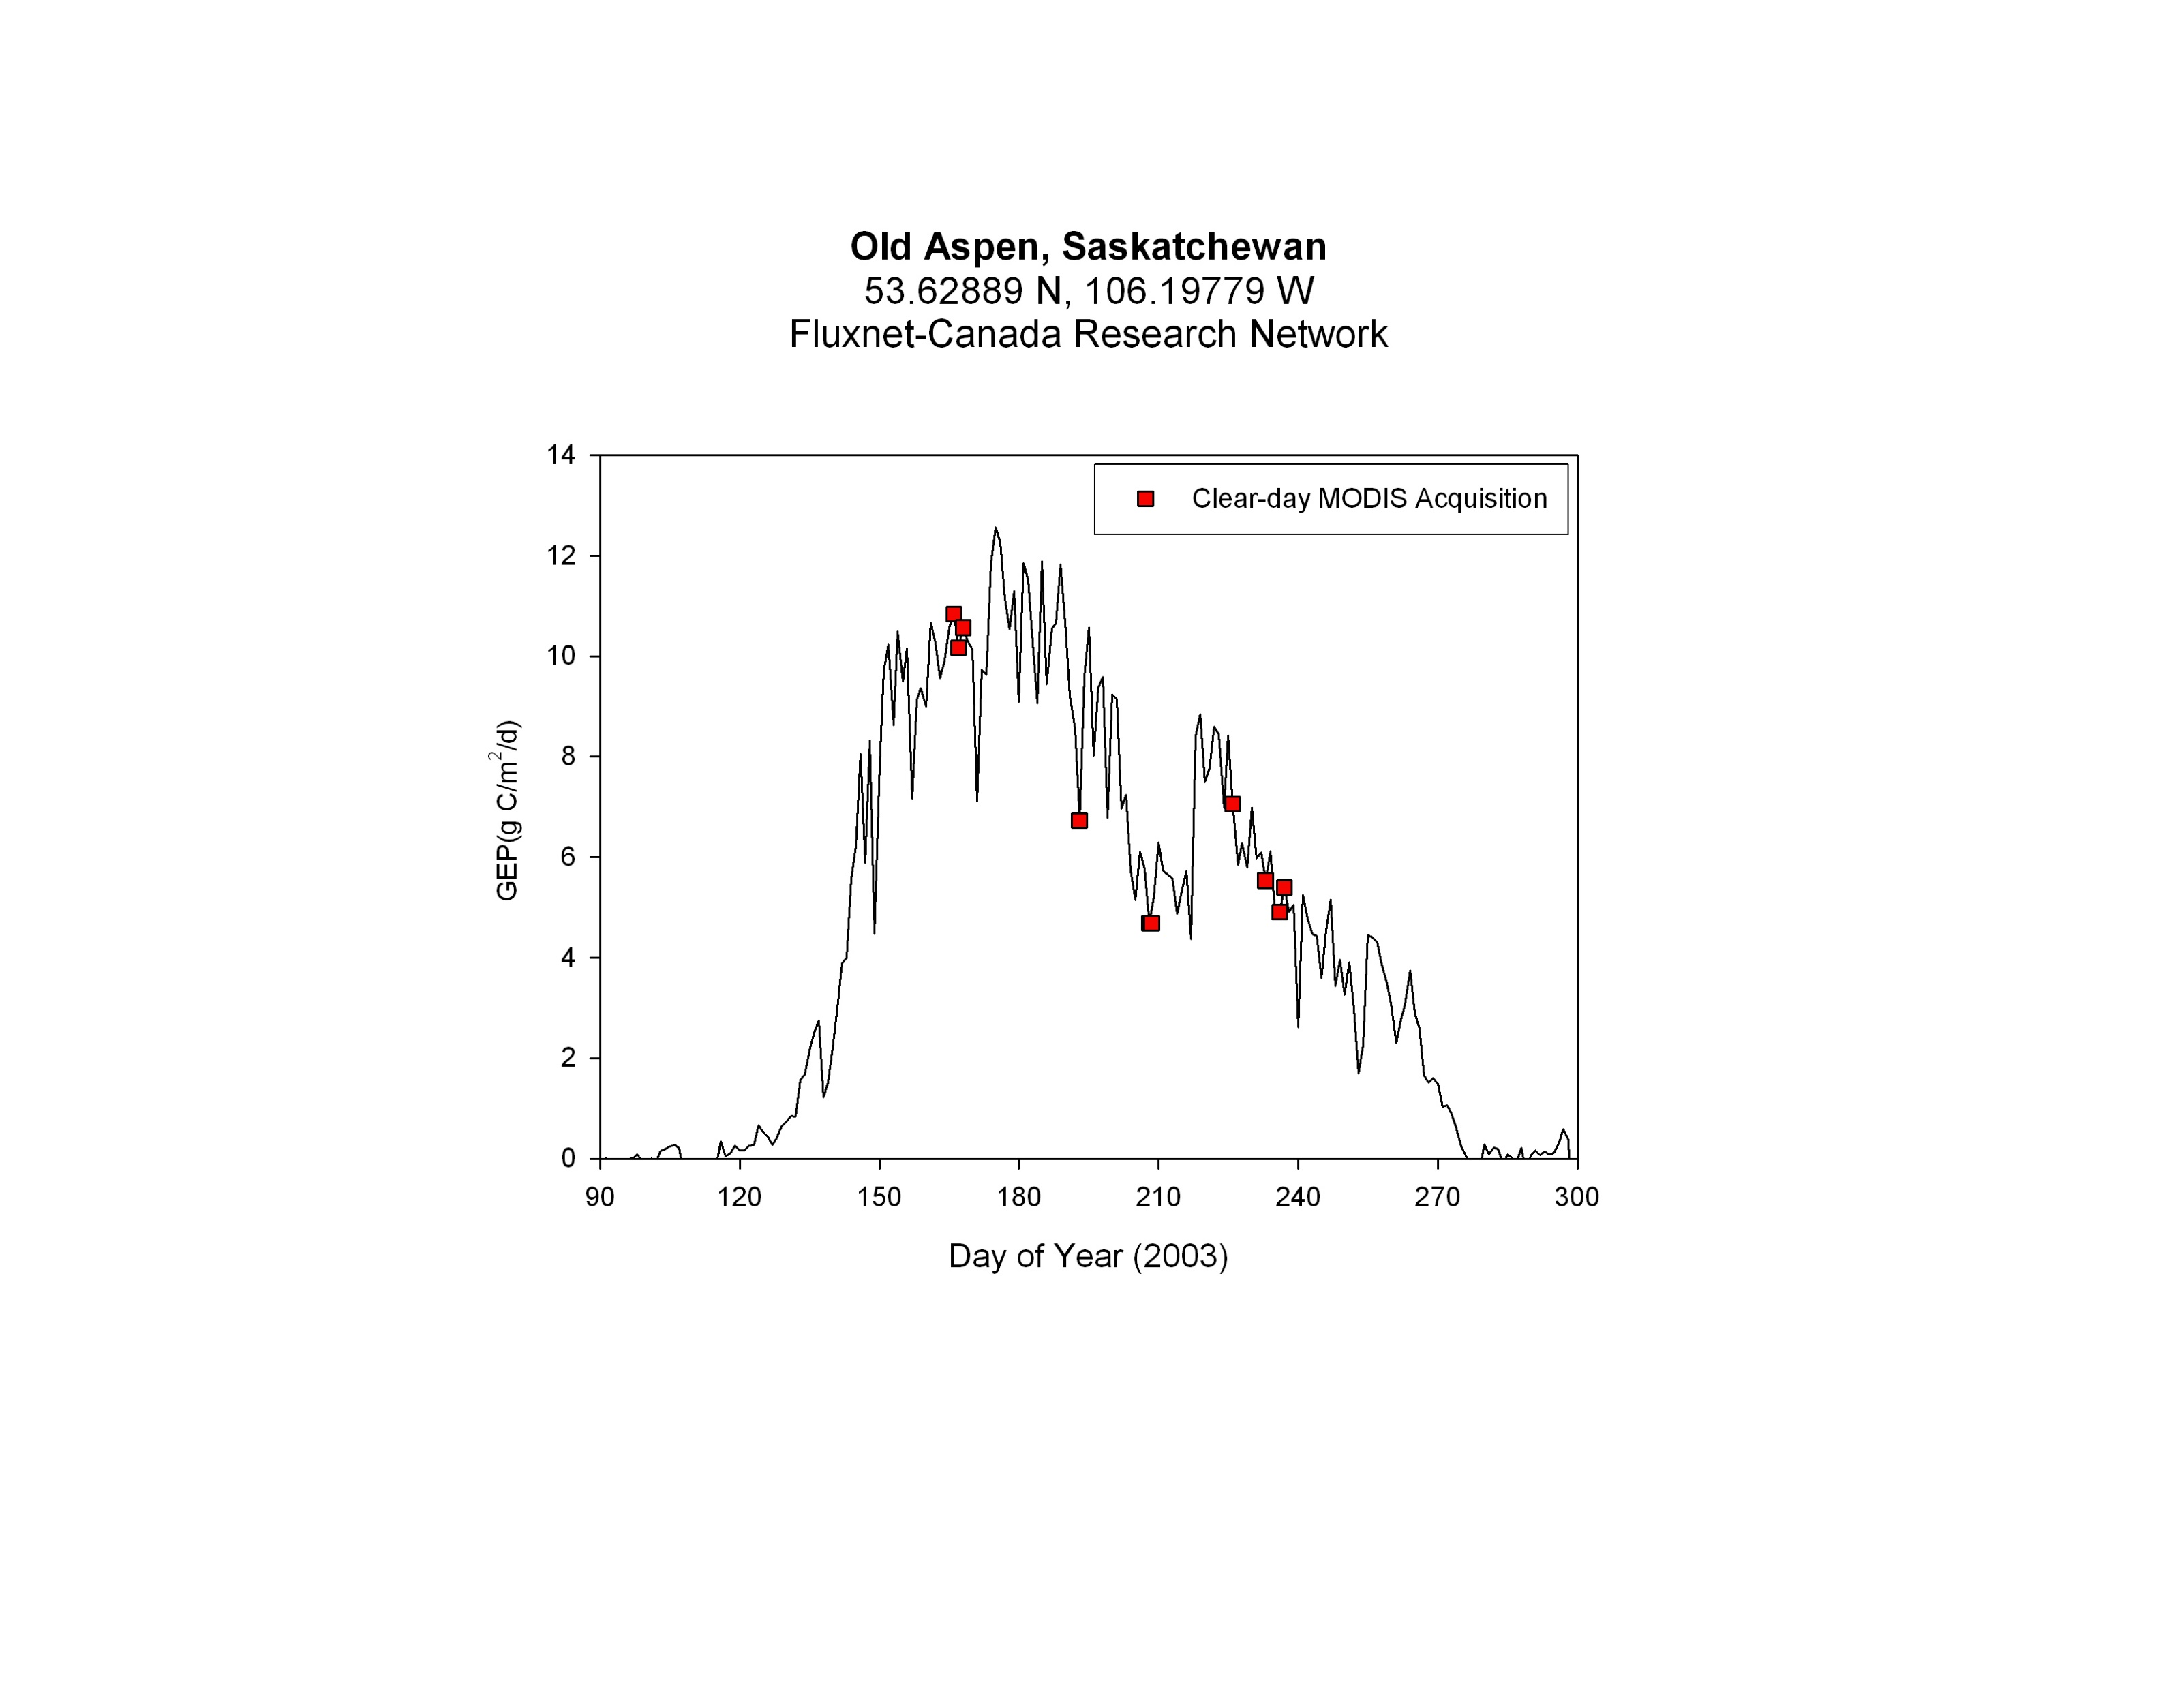 Old Aspen, Saskatchewan
53.62889 N, 106.19779 W
Fluxnet-Canada Research Network
Clear-day MODIS Acquisition
GEP(g C/m²/d)
14
12
10
8
6
4
2
0
90 120 150 180 210 240 270 300
Day of Year (2003)